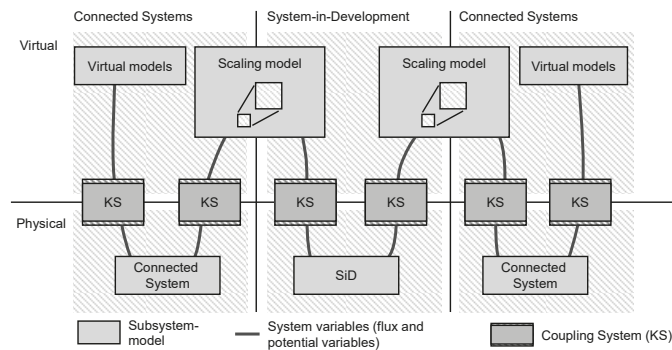 Connected Systems
System-in-Development
Connected Systems
Virtual
Virtual models
Scaling model
Scaling model
Virtual models
KS
KS
KS
KS
KS
KS
Physical
Connected
System
SiD
Connected
System
Subsystem-
model
System variables (flux and
potential variables)
Coupling System (KS)